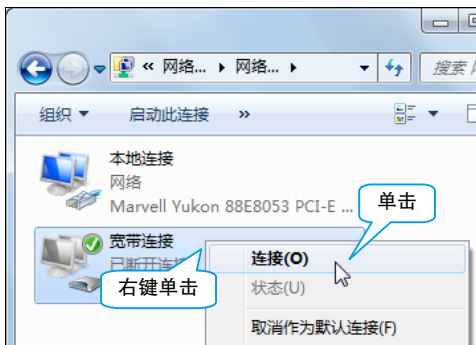 « 网络... ▸ 网络... ▸
搜索
组织 ▼ 启动此连接 »
本地连接
网络
Marvell Yukon 88E8053 PCI-E ...
单击
宽带连接
已断开连接
右键单击
连接(O)
状态(U)
取消作为默认连接(F)